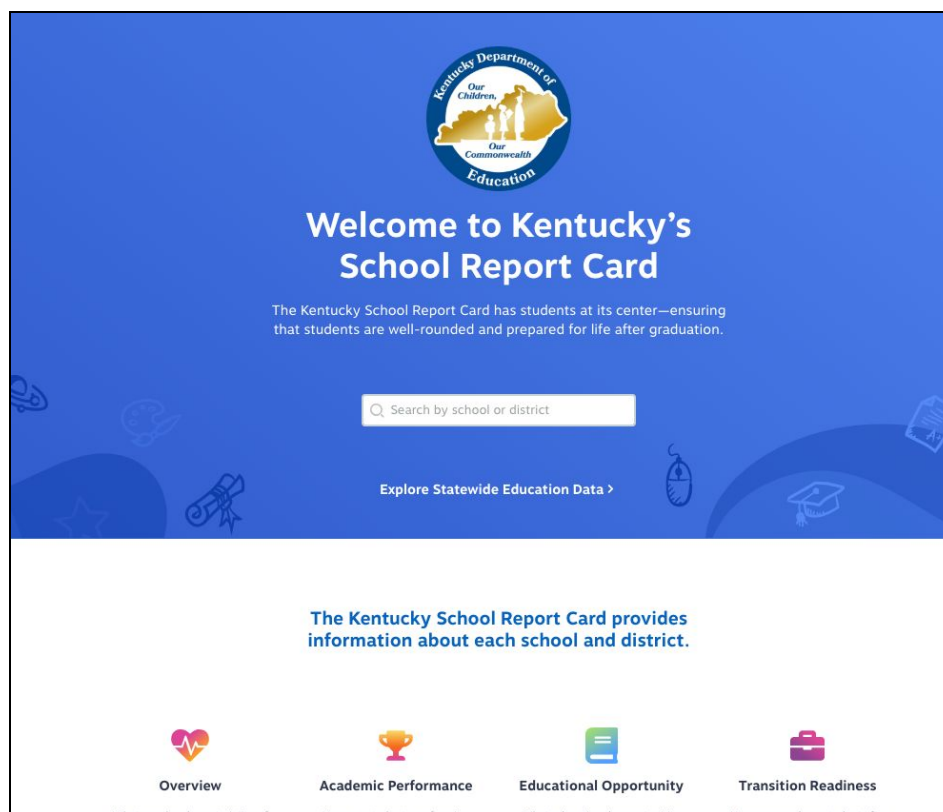 Kentucky Department of
Our
Children,
Our
Commonwealth
Education
Welcome to Kentucky’s
School Report Card
The Kentucky School Report Card has students at its center—ensuring
that students are well-rounded and prepared for life after graduation.
Search by school or district
Explore Statewide Education Data >
A+
The Kentucky School Report Card provides
information about each school and district.
Overview
Academic Performance
Educational Opportunity
Transition Readiness